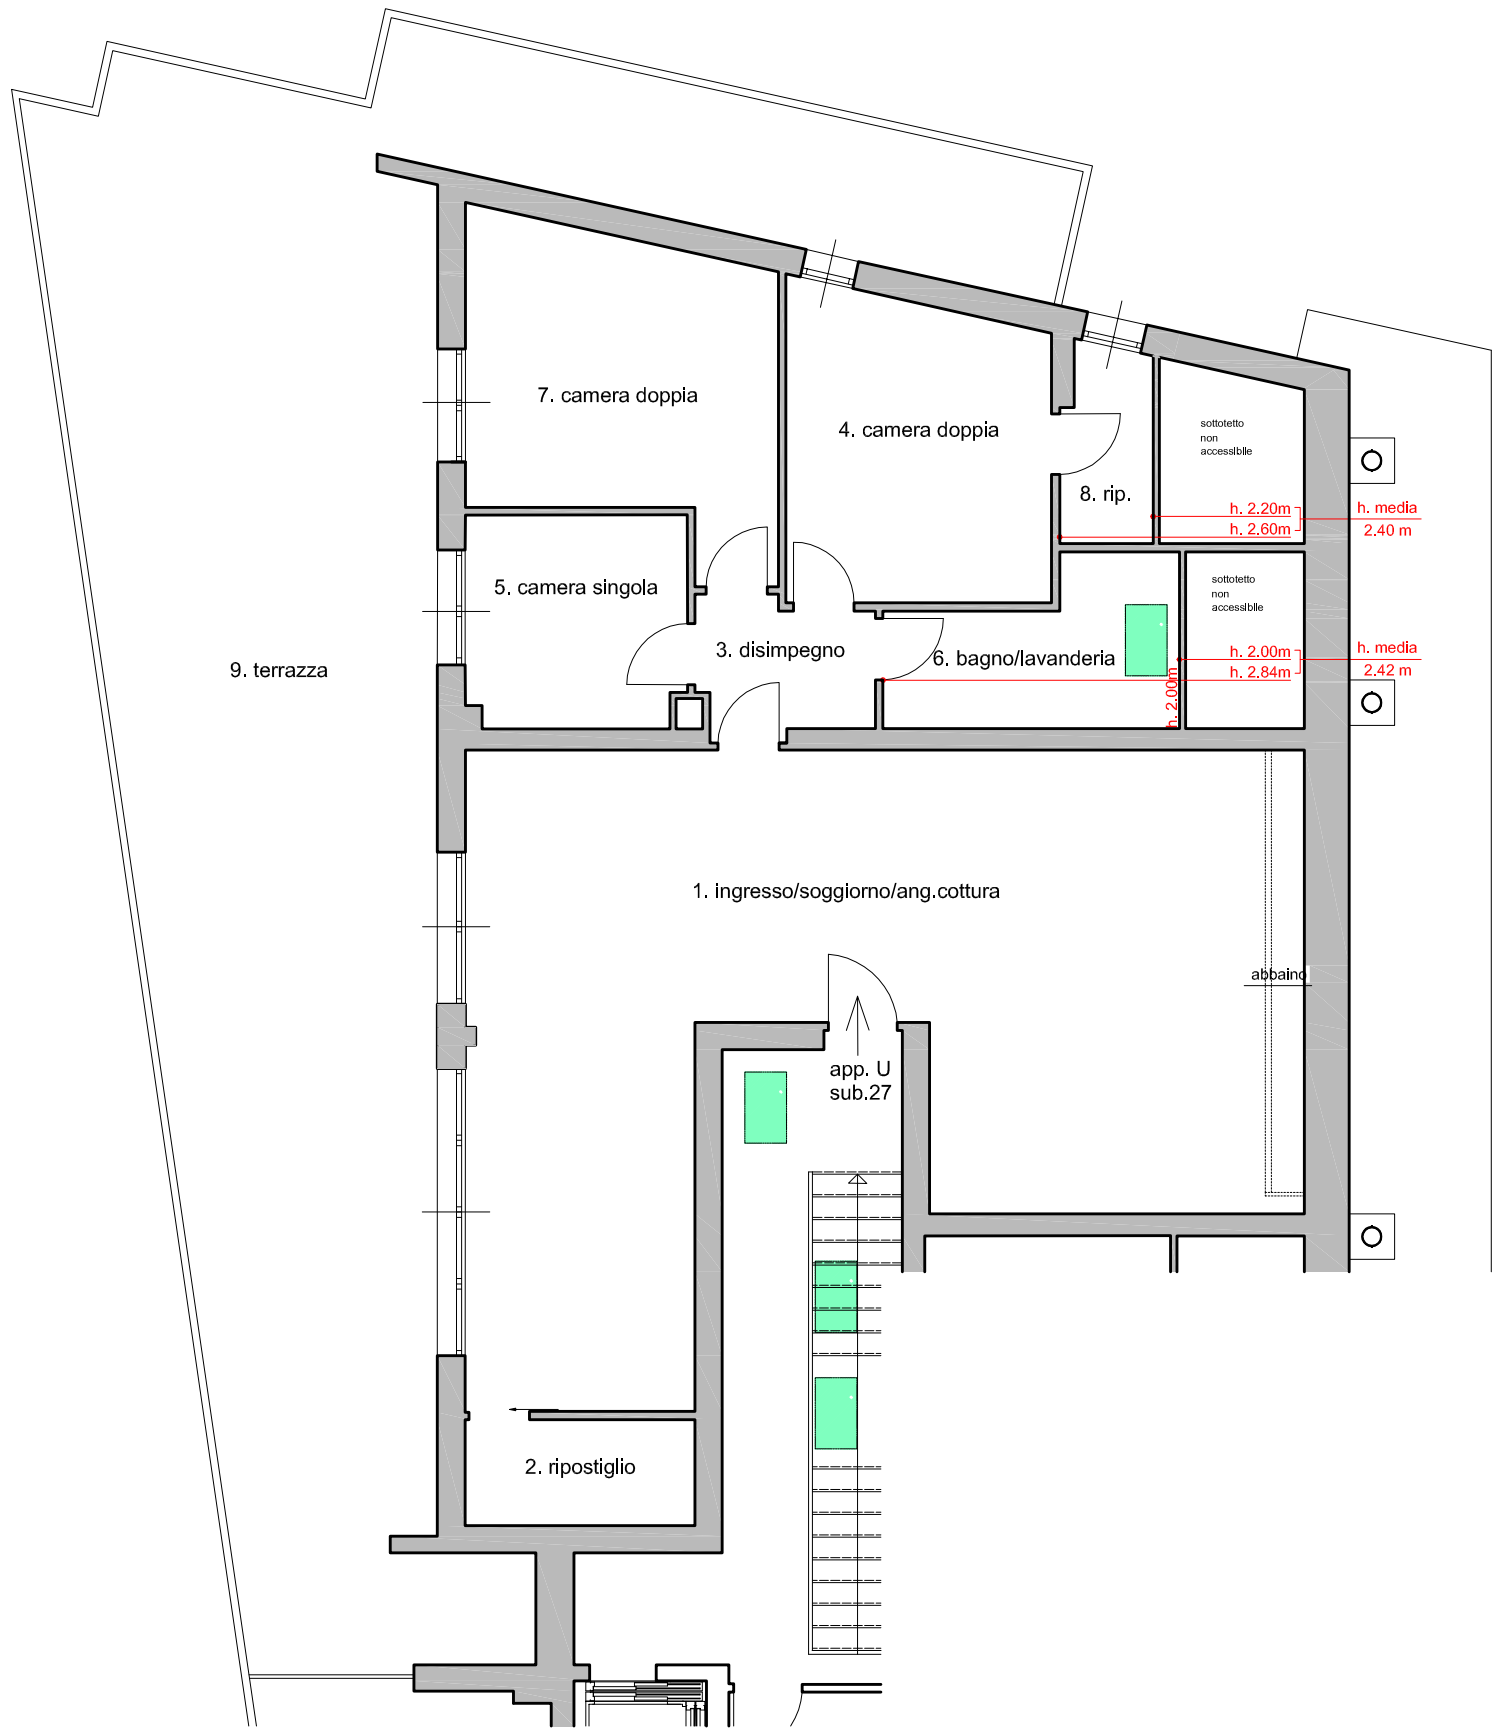 7. camera doppia
4. camera doppia
sottotetto
non
accessibile
8. rip.
h. 2.20m
h. 2.60m
h. media
2.40 m
5. camera singola
sottotetto
non
accessibile
3. disimpegno
6. bagno/lavanderia
h. 2.00m
h. 2.84m
h. media
2.42 m
h. 2.00m
9. terrazza
1. ingresso/soggiorno/ang.cottura
abbaino
app. U
sub.27
2. ripostiglio